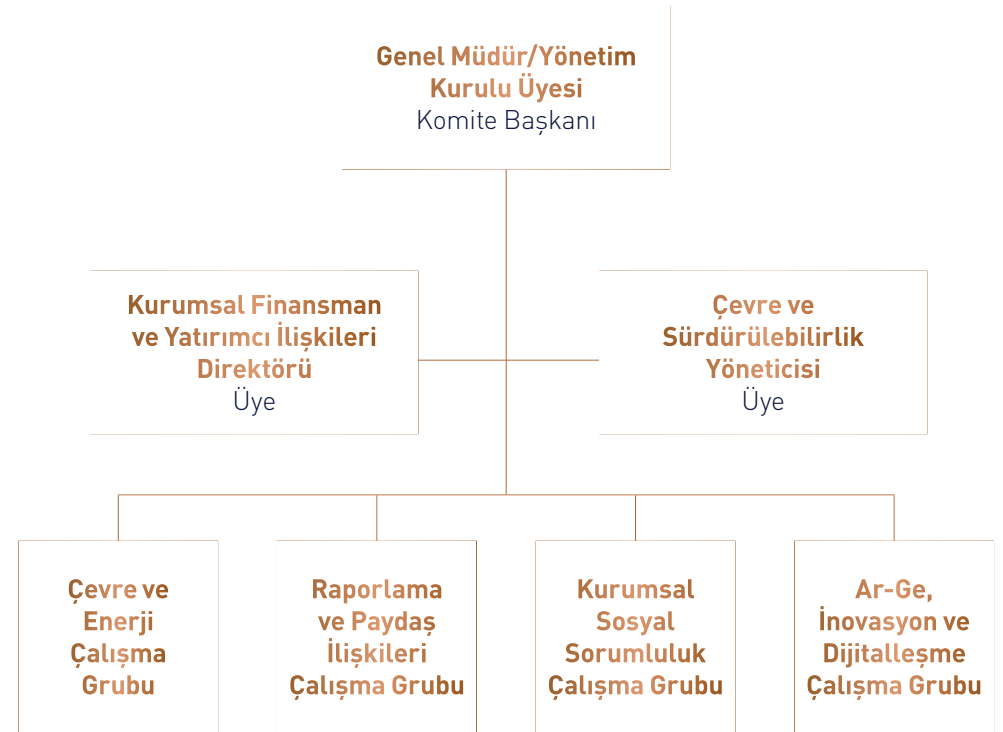 Genel Müdür/Yönetim
Kurulu Üyesi
Komite Başkanı
Kurumsal Finansman
ve Yatırımcı İlişkileri
Direktörü
Üye
Çevre ve
Sürdürülebilirlik
Yöneticisi
Üye
Çevre ve
Enerji
Çalışma
Grubu
Raporlama
ve Paydaş
İlişkileri
Çalışma Grubu
Kurumsal
Sosyal
Sorumluluk
Çalışma Grubu
Ar-Ge,
İnovasyon ve
Dijitalleşme
Çalışma Grubu